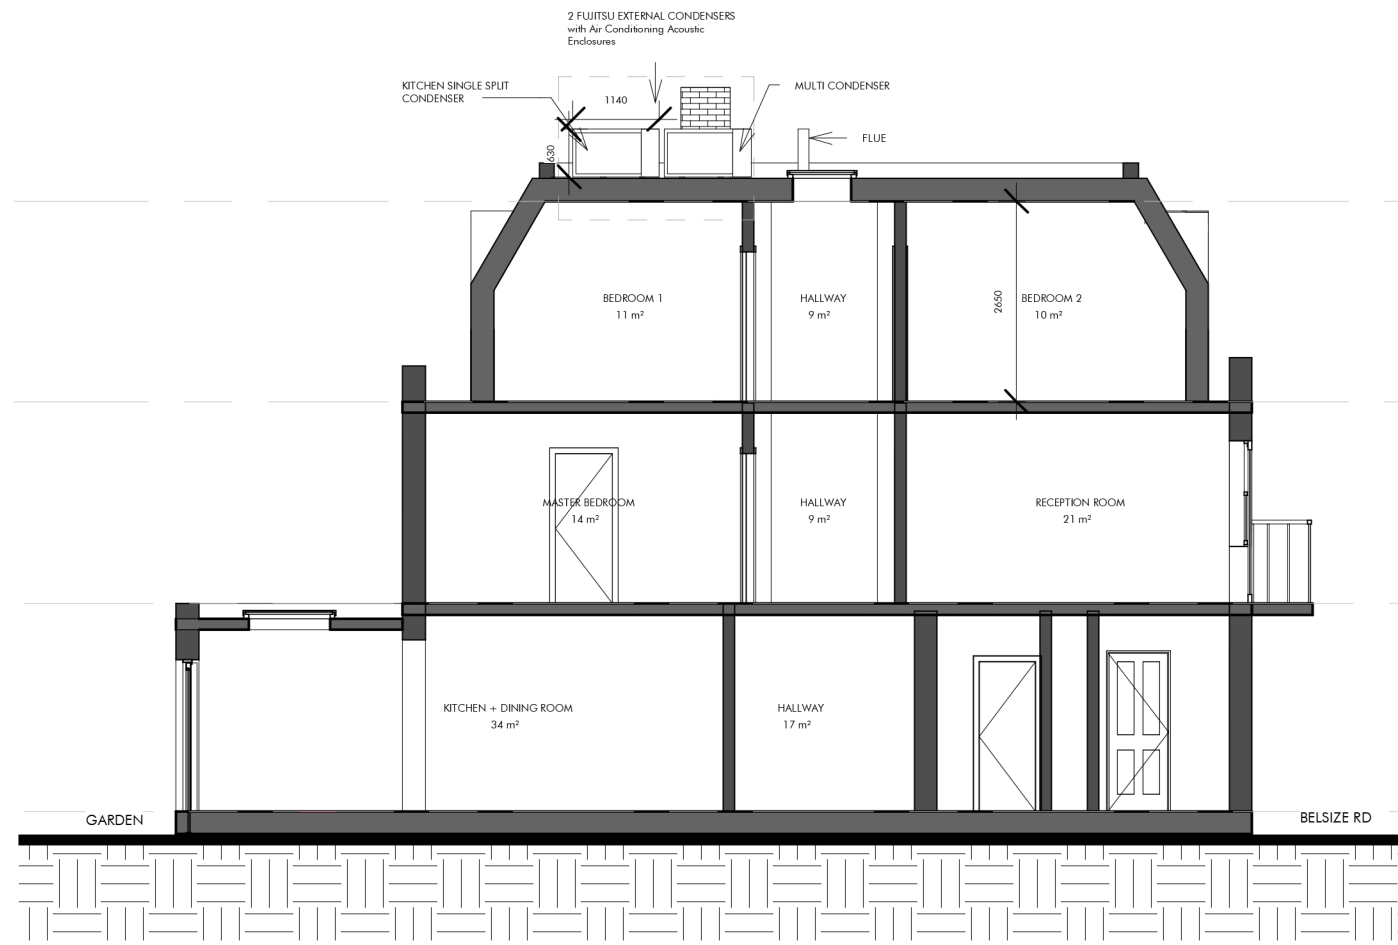 2 FUJITSU EXTERNAL CONDENSERS
with Air Conditioning Acoustic
Enclosures
KITCHEN SINGLE SPLIT
CONDENSER
1140
MULTI CONDENSER
FLUE
630
BEDROOM 1
11 m²
HALLWAY
9 m²
2650
BEDROOM 2
10 m²
MASTER BEDROOM
14 m²
HALLWAY
9 m²
RECEPTION ROOM
21 m²
KITCHEN + DINING ROOM
34 m²
HALLWAY
17 m²
GARDEN
BELSIZE RD